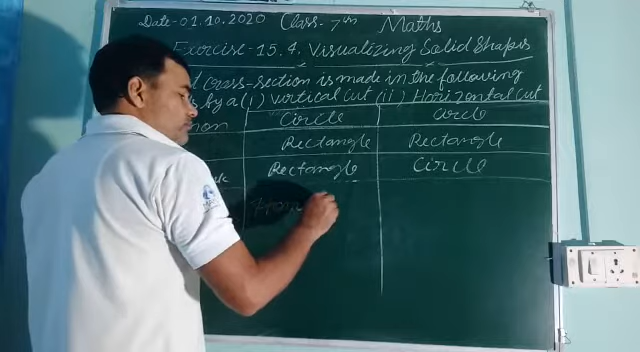 Date-01.10.2020 Class-7th Maths
Exercise-15.4. Visualizing Solid Shapes
cross-section is made in the following
by a (i) Vertical cut (ii) Horizontal cut
Circle Circle
Rectangle Rectangle
Rectangle Circle